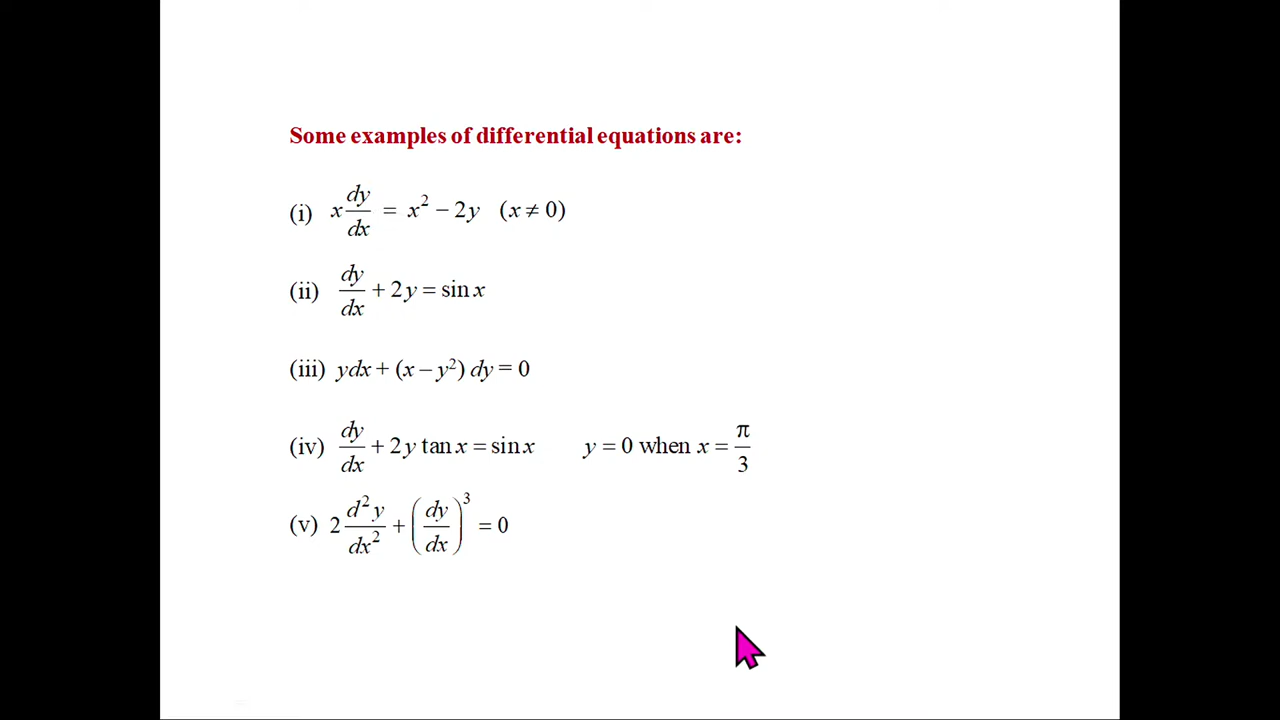 Some examples of differential equations are:
(i) x dy/dx = x² − 2y (x ≠ 0)
(ii) dy/dx + 2y = sin x
(iii) ydx + (x − y²) dy = 0
(iv) dy/dx + 2y tan x = sin x y = 0 when x = π/3
(v) 2 d²y/dx² + (dy/dx)³ = 0